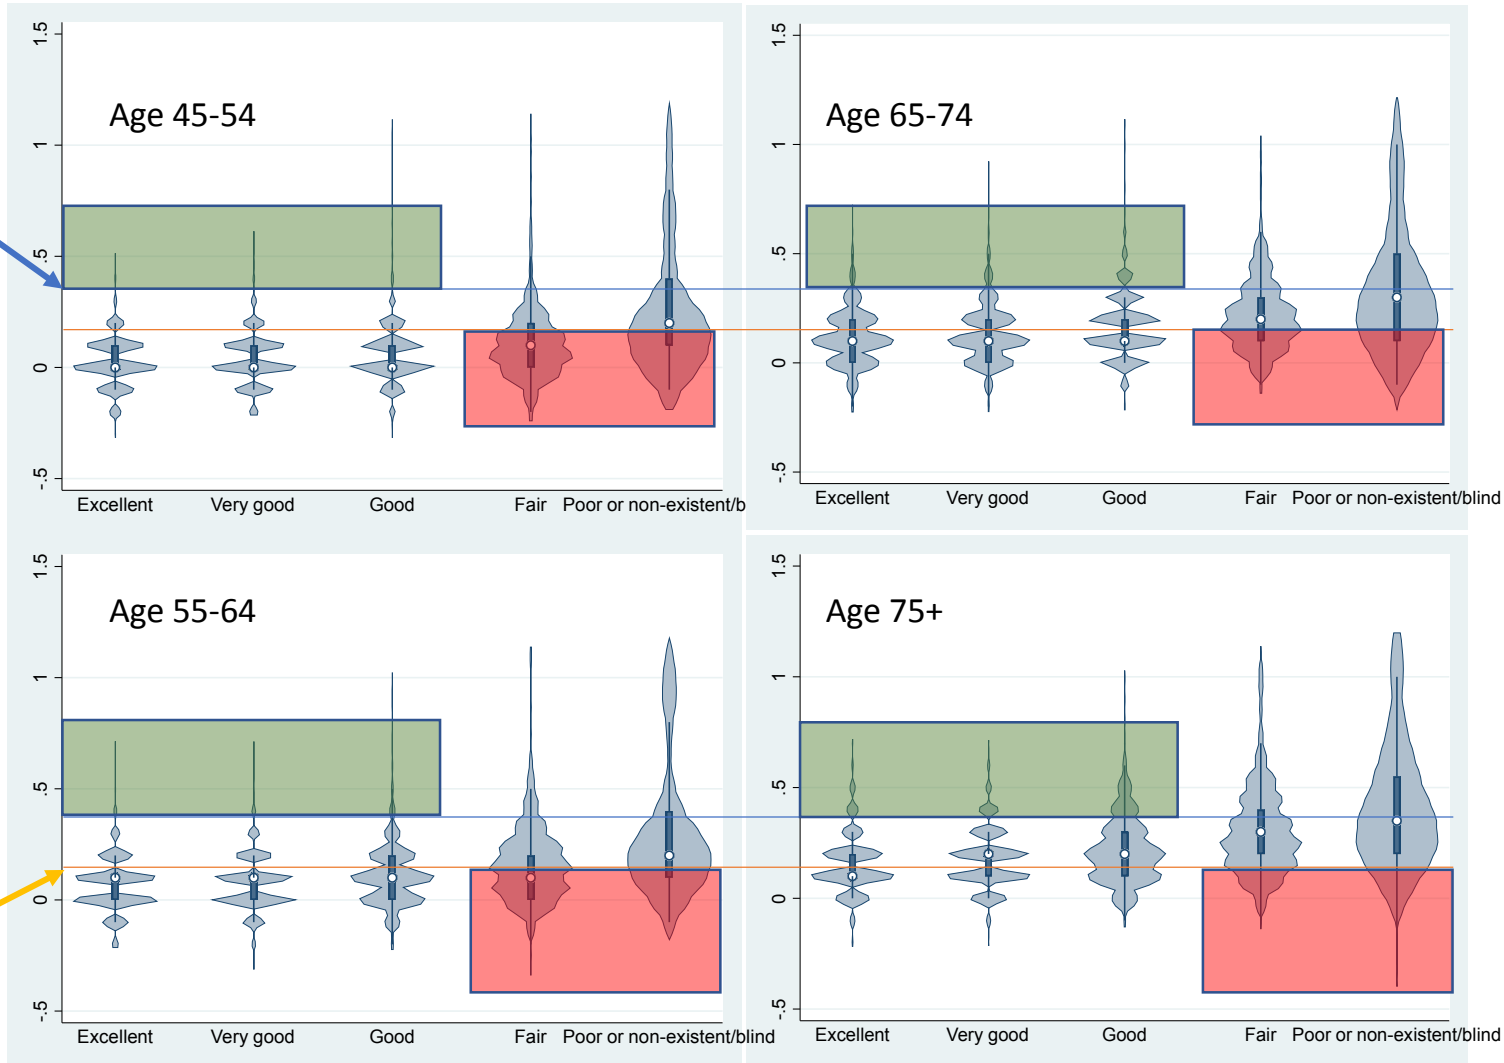 1.5
1
.5
0
-.5
Age 45-54
Excellent Very good Good Fair Poor or non-existent/b
1.5
1
.5
0
-.5
Age 65-74
Excellent Very good Good Fair Poor or non-existent/blind
1.5
1
.5
0
-.5
Age 55-64
Excellent Very good Good Fair Poor or non-existent/blind
1.5
1
.5
0
-.5
Age 75+
Excellent Very good Good Fair Poor or non-existent/blind